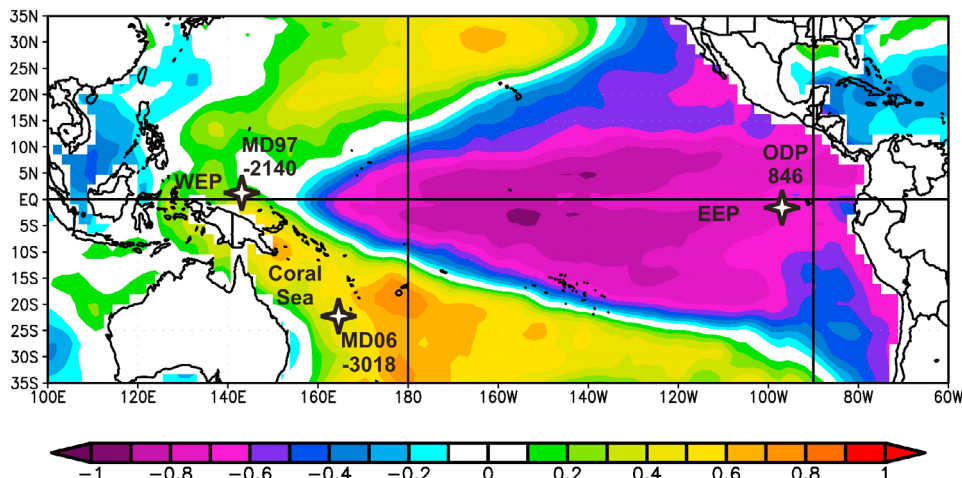 35N
30N
25N
20N
15N
10N
5N
EQ
5S
10S
15S
20S
25S
30S
35S
MD97
-2140
WEP
ODP
846
EEP
Coral
Sea
MD06
-3018
100E 120E 140E 160E 180 120W 100W 80W 60W
-1 -0.8 -0.6 -0.4 -0.2 0 0.2 0.4 0.6 0.8 1